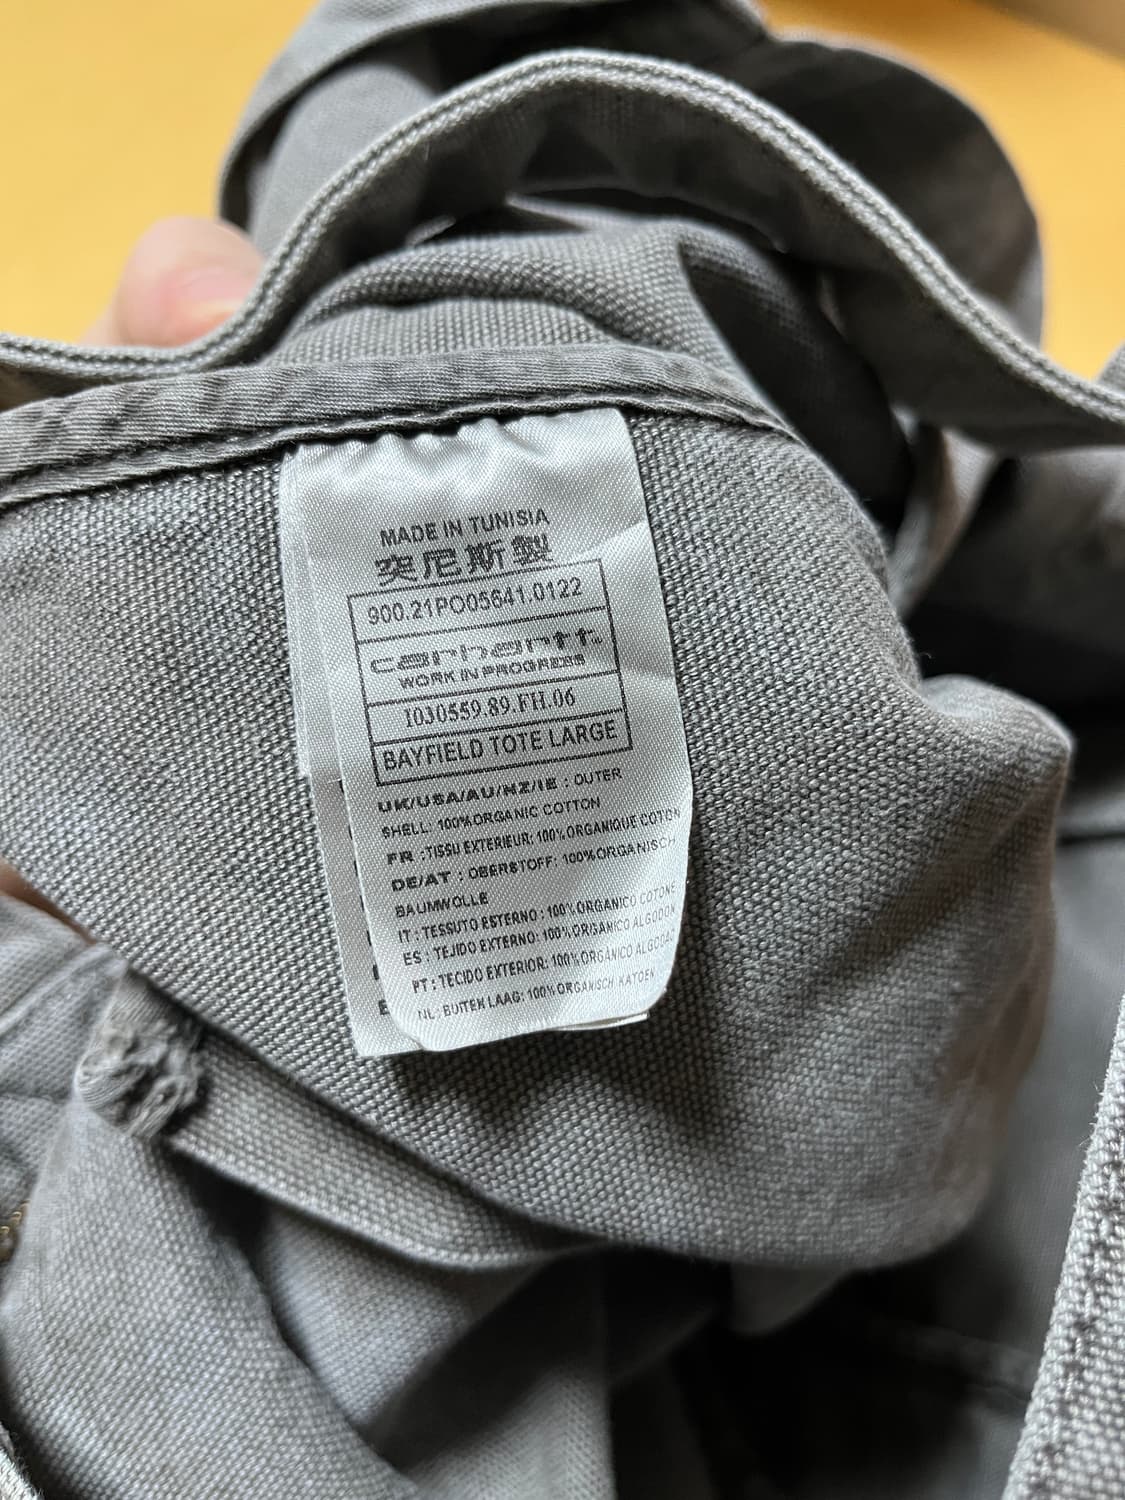 MADE IN TUNISIA
突尼斯製
900.21PO05641.0122
carhartt
WORK IN PROGRESS
I030559.89.FH.06
BAYFIELD TOTE LARGE
UK/USA/AU/NZ/IE : OUTER
SHELL: 100% ORGANIC COTTON
FR : TISSU EXTERIEUR: 100% ORGANIQUE COTON
DE/AT : OBERSTOFF: 100% ORGANISCH
BAUMWOLLE
IT : TESSUTO ESTERNO : 100% ORGANICO COTONE
ES : TEJIDO EXTERNO: 100% ORGANICO ALGODON
PT : TECIDO EXTERIOR: 100% ORGÂNICO
NL: BUITEN LAAG: 100% ORGANISCH KATOEN